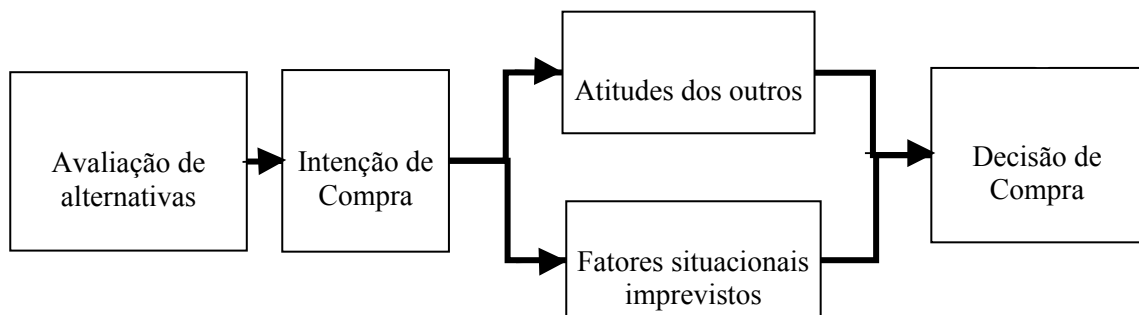 Avaliação de
alternativas
Intenção de
Compra
Atitudes dos outros
Fatores situacionais
imprevistos
Decisão de
Compra